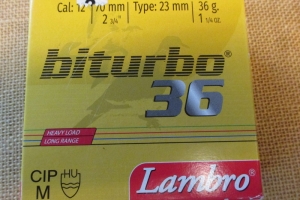 Cal: 12 70 mm Type: 23 mm 36 g.
2 3/4" 1 1/4 OZ.
biturbo®
36
HEAVY LOAD
LONG RANGE
CIP
M
HU
Lambro®